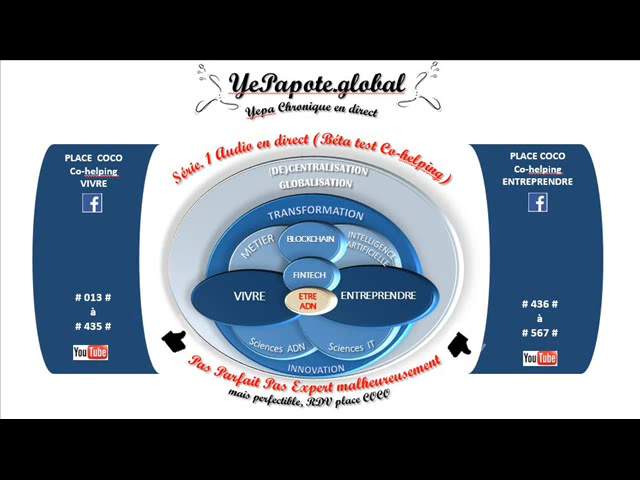 YePapote.global
Yepa Chronique en direct
Série. 1 Audio en direct (Béta test Co-helping)
PLACE COCO
Co-helping
VIVRE
f
# 013 #
à
# 435 #
YouTube
(DE)CENTRALISATION
GLOBALISATION
TRANSFORMATION
METIER
BLOCKCHAIN
INTELLIGENCE
ARTIFICIELLE
FINTECH
VIVRE
ETRE
ADN
ENTREPRENDRE
Sciences ADN
Sciences IT
INNOVATION
PLACE COCO
Co-helping
ENTREPRENDRE
f
# 436 #
à
# 567 #
YouTube
Pas Parfait Pas Expert malheureusement
mais perfectible, RDV place COCO